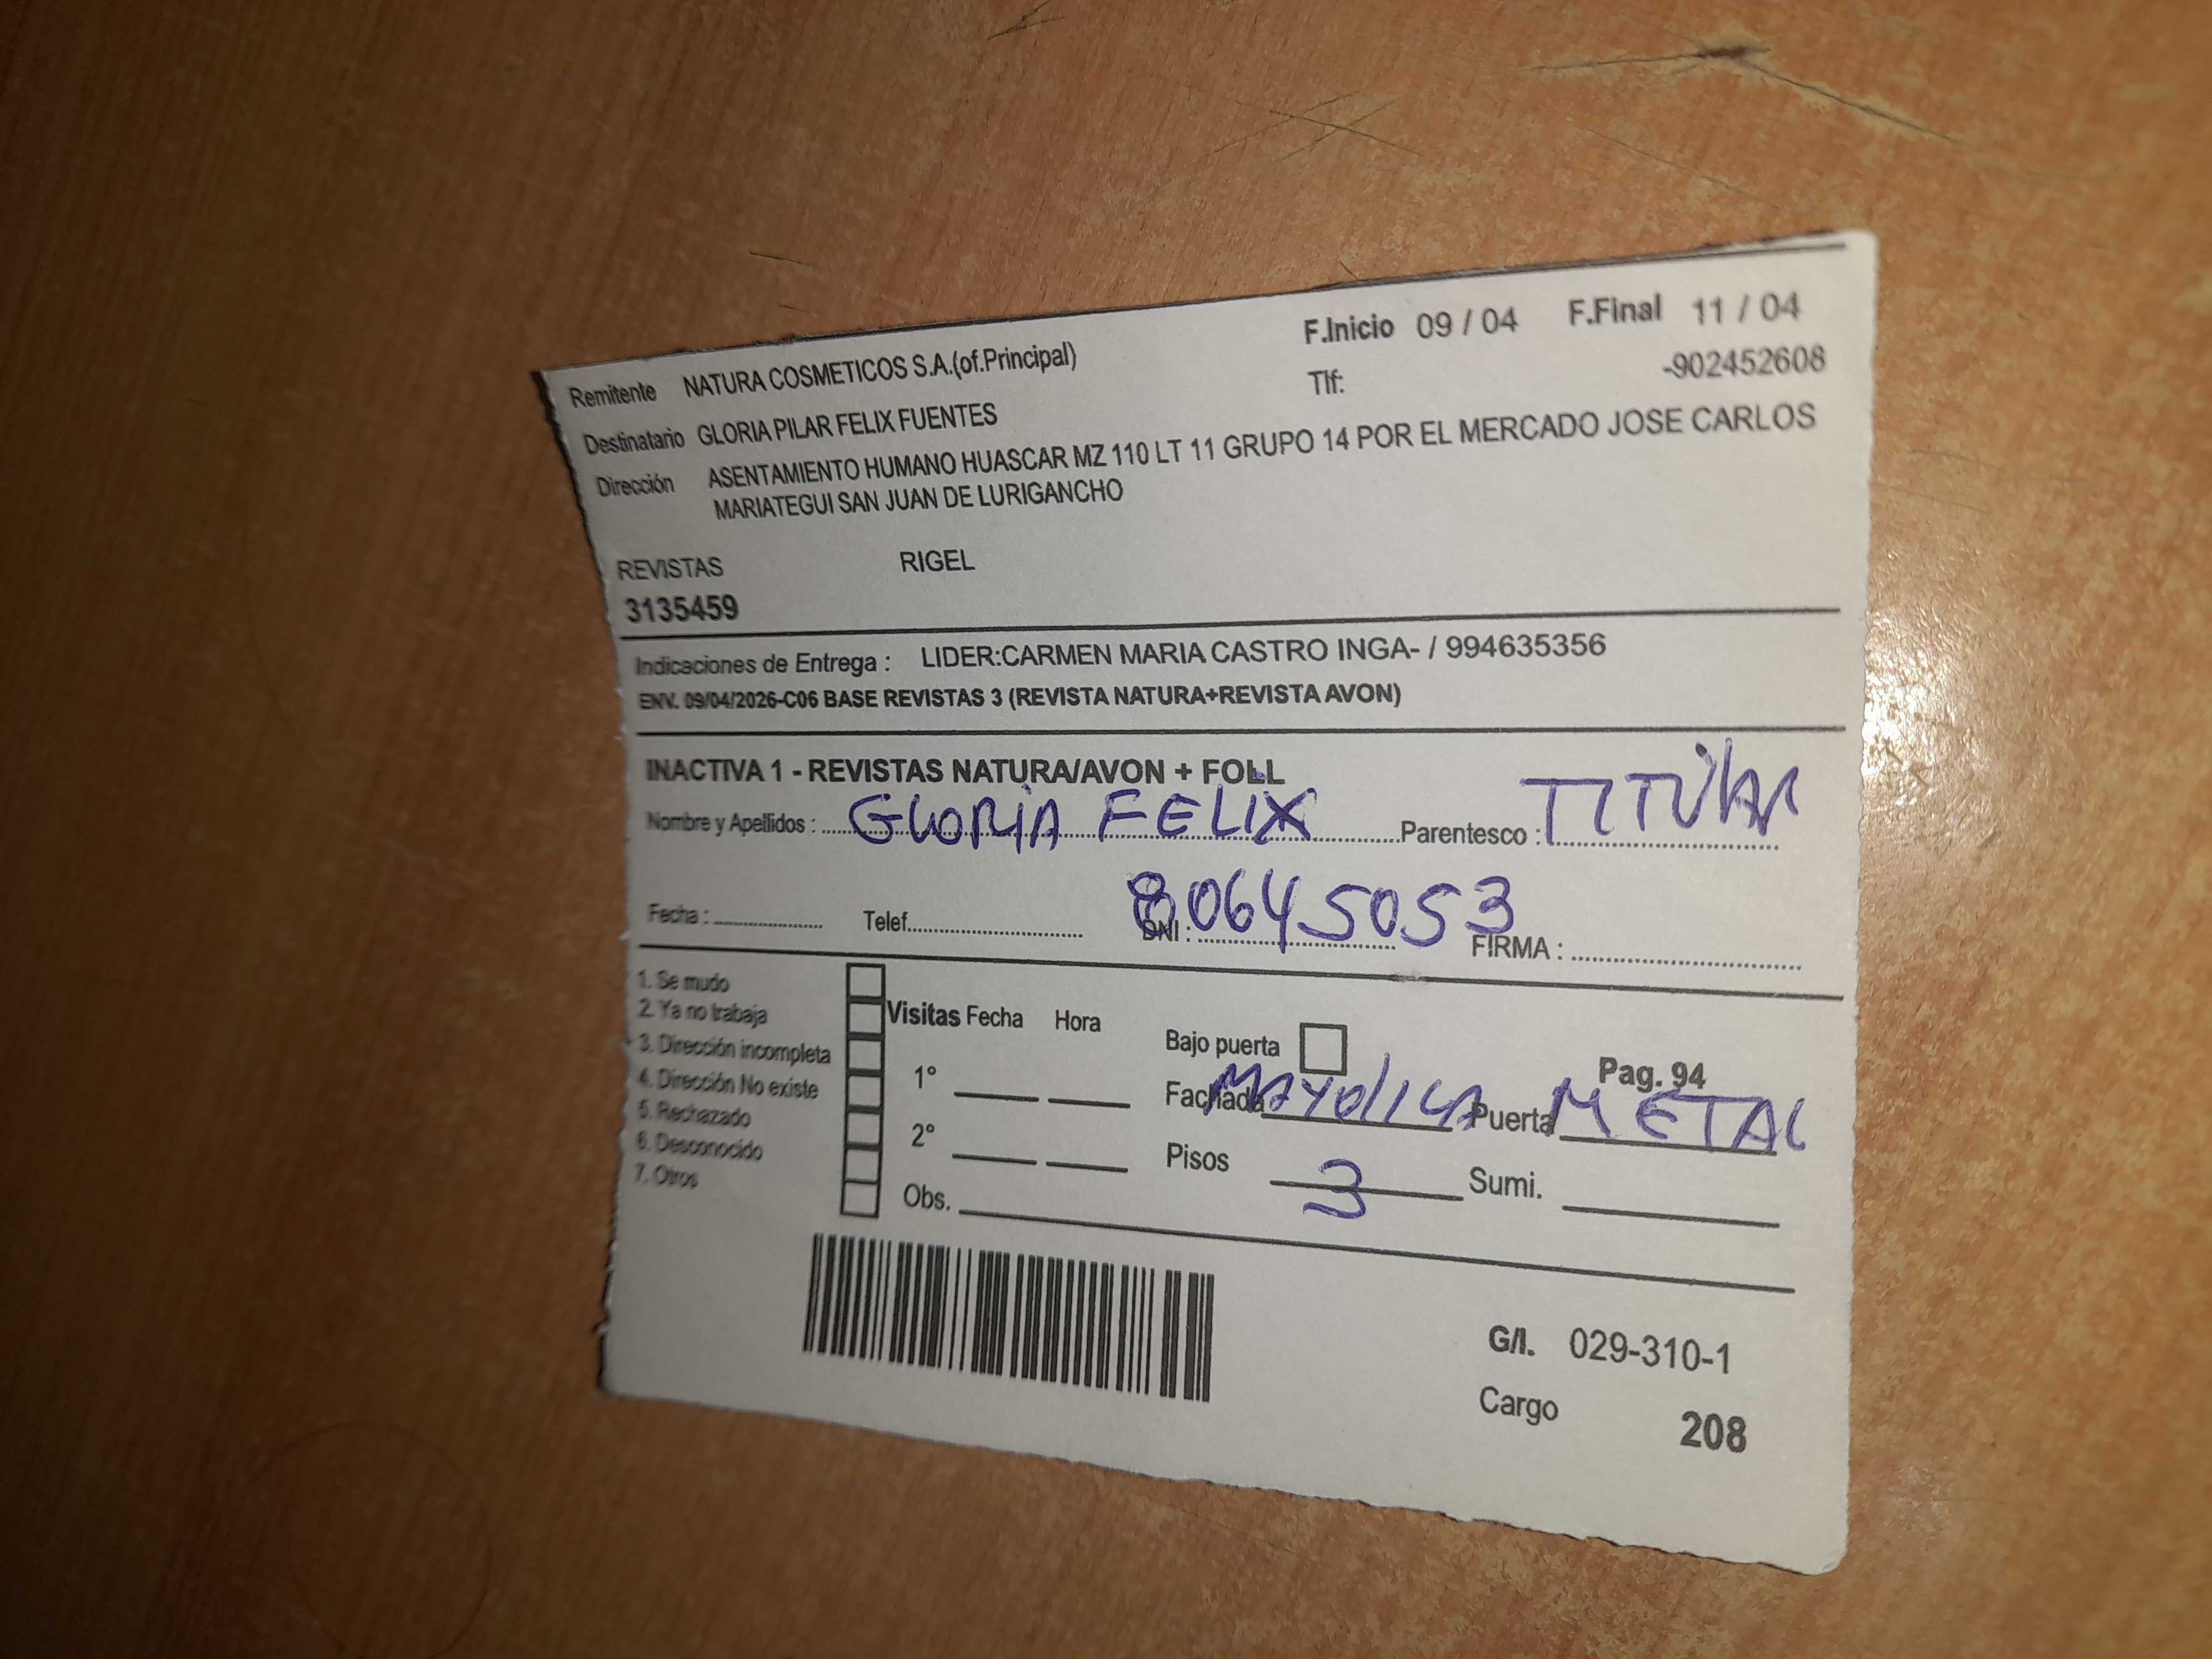 F.Inicio 09 / 04 F.Final 11 / 04
Remitente NATURA COSMETICOS S.A.(of.Principal) Tlf: -902452608
Destinatario GLORIA PILAR FELIX FUENTES
Dirección ASENTAMIENTO HUMANO HUASCAR MZ 110 LT 11 GRUPO 14 POR EL MERCADO JOSE CARLOS
MARIATEGUI SAN JUAN DE LURIGANCHO
REVISTAS RIGEL
3135459
Indicaciones de Entrega : LIDER:CARMEN MARIA CASTRO INGA- / 994635356
ENV. 09/04/2026-C06 BASE REVISTAS 3 (REVISTA NATURA+REVISTA AVON)
INACTIVA 1 - REVISTAS NATURA/AVON + FOLL
Nombre y Apellidos : GLORIA FELIX Parentesco : TITULAR
Fecha : Telef. DNI : 80645053 FIRMA :
1. Se mudo
2. Ya no trabaja
3. Dirección incompleta
4. Dirección No existe
5. Rechazado
6. Desconocido
7. Otros
Visitas Fecha Hora
1°
2°
Obs.
Bajo puerta Pag. 94
Fachada MAYOLICA Puerta METAL
Pisos 3 Sumi.
G/I. 029-310-1
Cargo 208